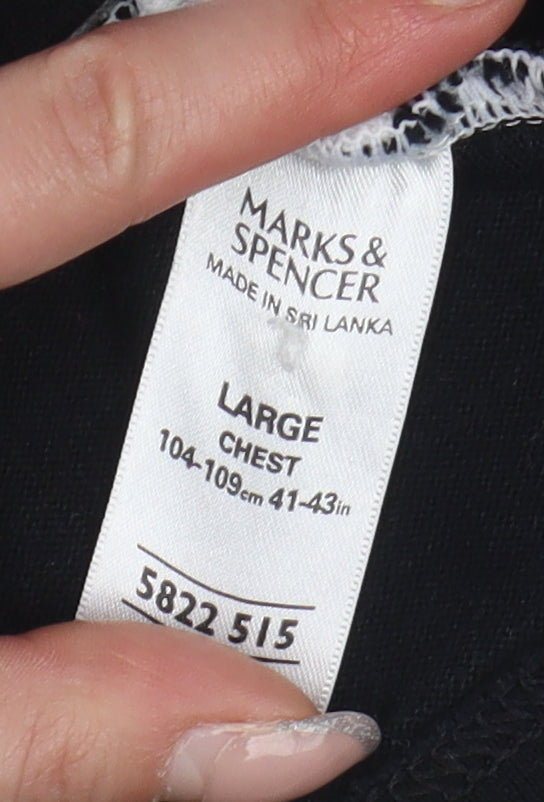 MARKS &
SPENCER
MADE IN SRI LANKA
LARGE
CHEST
104-109cm 41-43in
5822 515